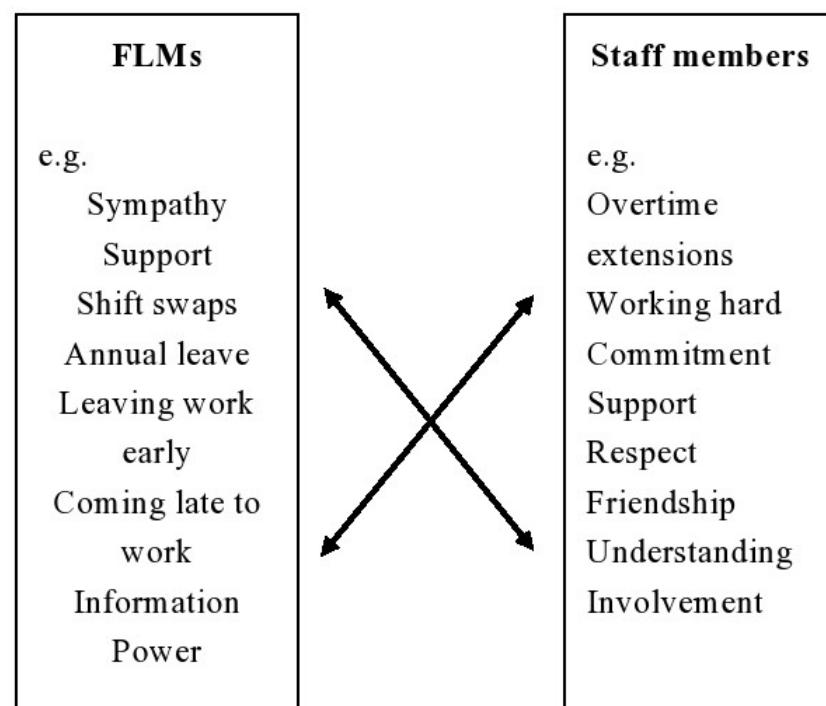 FLMs
e.g.
Sympathy
Support
Shift swaps
Annual leave
Leaving work
early
Coming late to
work
Information
Power
Staff members
e.g.
Overtime
extensions
Working hard
Commitment
Support
Respect
Friendship
Understanding
Involvement